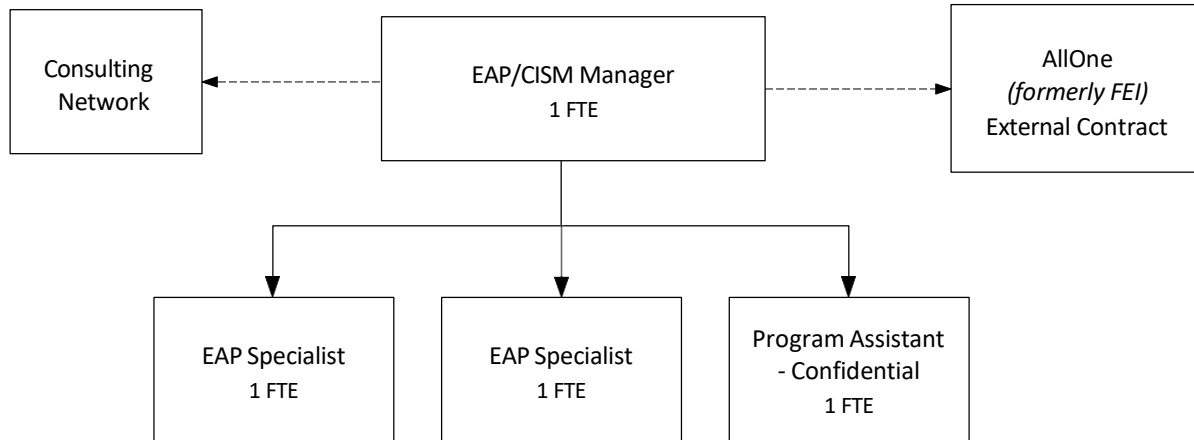 Consulting
Network
EAP/CISM Manager
1 FTE
AllOne
(formerly FEI)
External Contract
EAP Specialist
1 FTE
EAP Specialist
1 FTE
Program Assistant
- Confidential
1 FTE